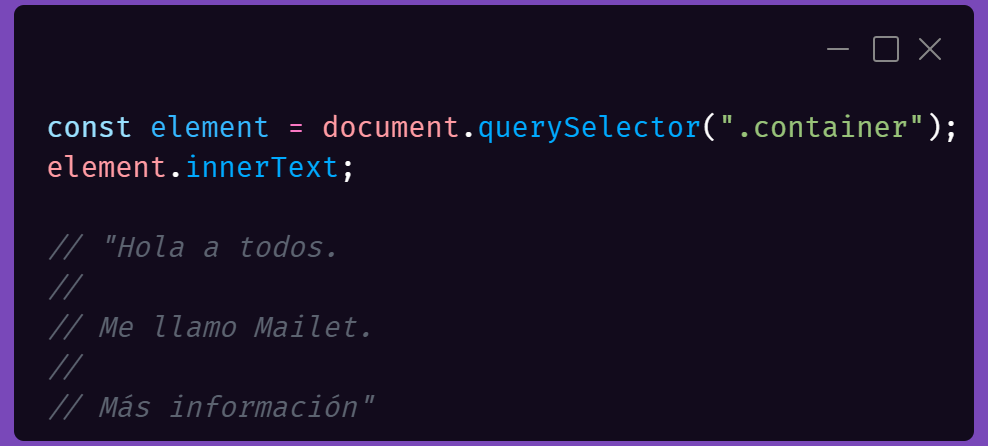 const element = document.querySelector(".container");
element.innerText;
// "Hola a todos.
//
// Me llamo Mailet.
//
// Más información"